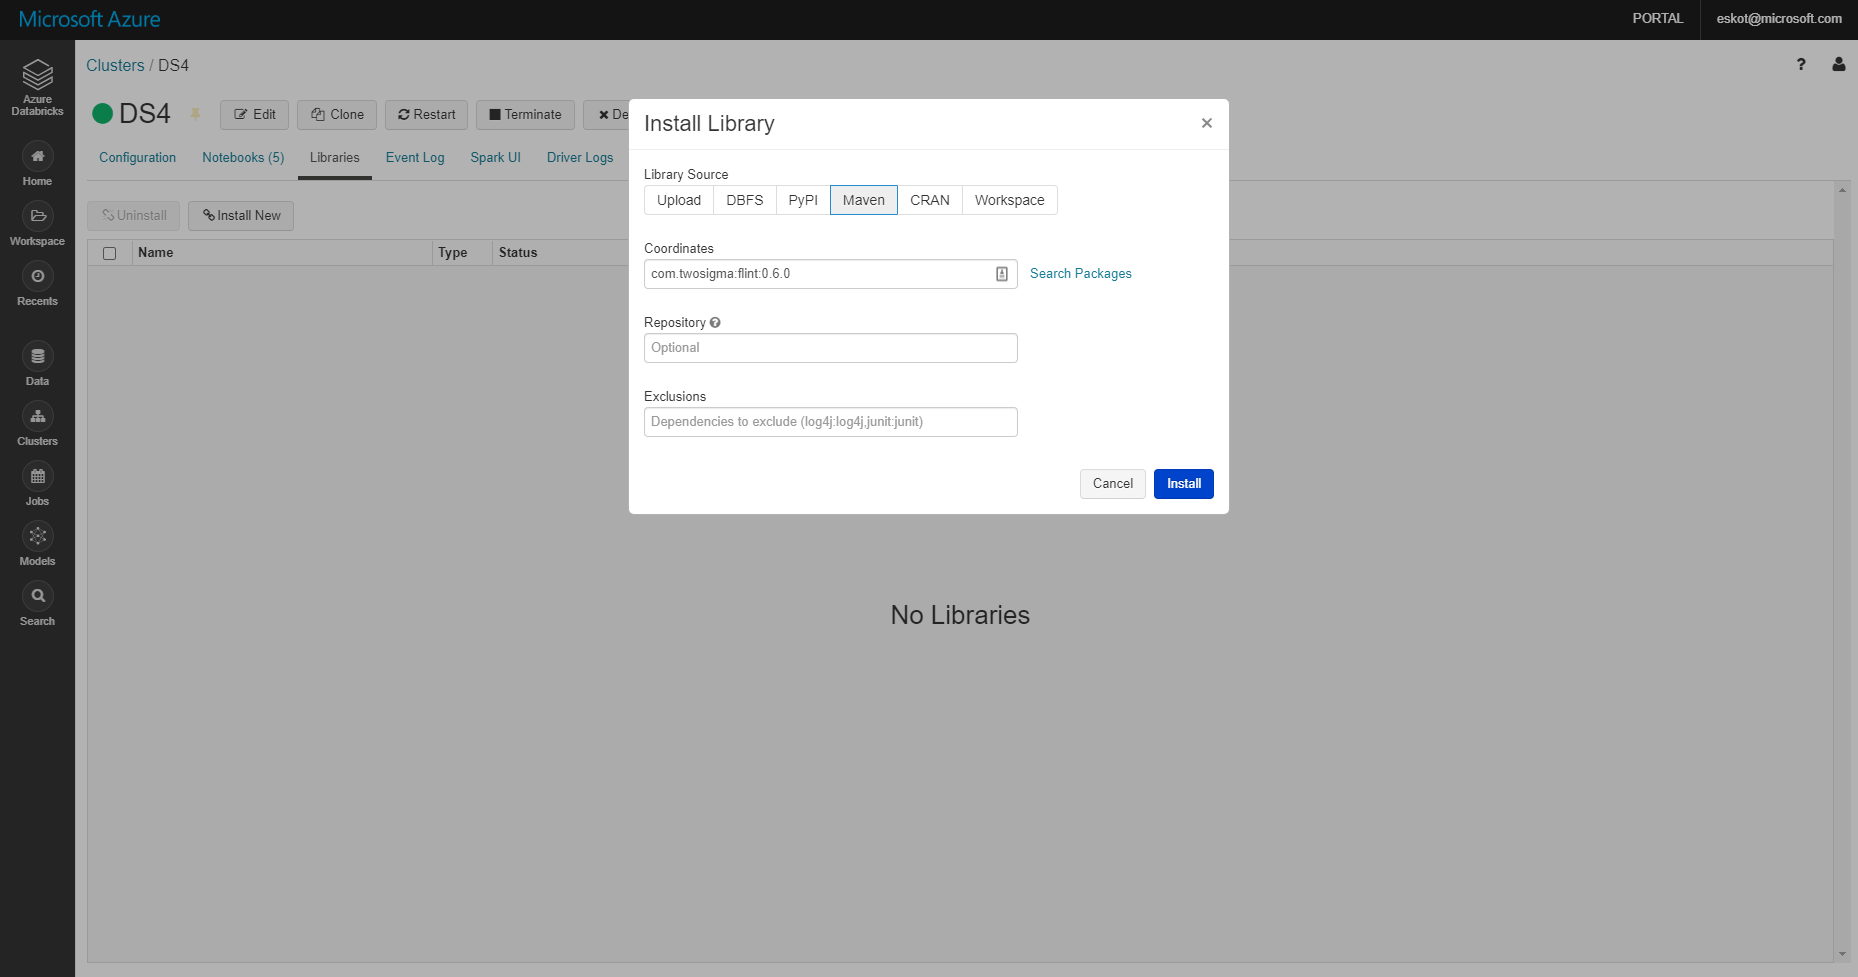 Microsoft Azure
PORTAL
eskot@microsoft.com
Azure
Databricks
Home
Workspace
Recents
Data
Clusters
Jobs
Models
Search
Clusters / DS4
?
DS4
Edit
Clone
Restart
Terminate
De
Configuration
Notebooks (5)
Libraries
Event Log
Spark UI
Driver Logs
Uninstall
Install New
Name
Type
Status
No Libraries
Install Library
×
Library Source
Upload
DBFS
PyPI
Maven
CRAN
Workspace
Coordinates
com.twosigma:flint:0.6.0
Search Packages
Repository ?
Optional
Exclusions
Dependencies to exclude (log4j:log4j,junit:junit)
Cancel
Install